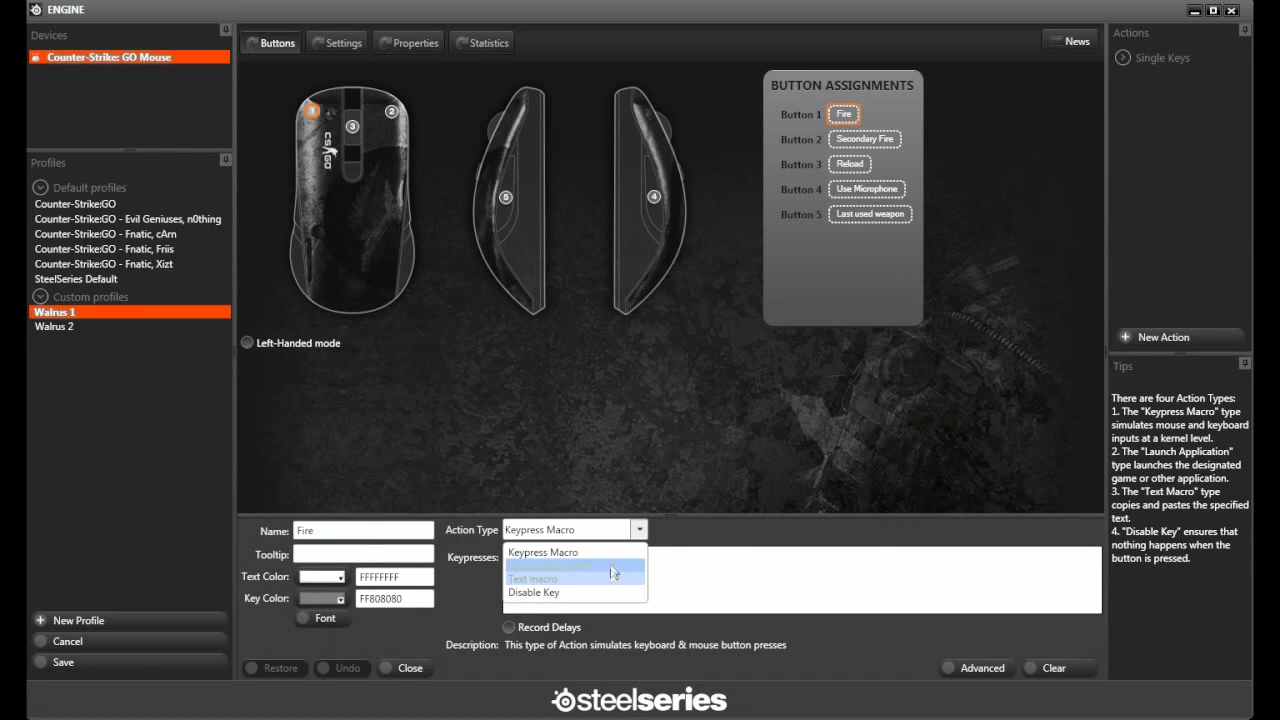 ENGINE
Devices
Counter-Strike: GO Mouse
Profiles
Default profiles
Counter-Strike:GO
Counter-Strike:GO - Evil Geniuses, n0thing
Counter-Strike:GO - Fnatic, cArn
Counter-Strike:GO - Fnatic, Friis
Counter-Strike:GO - Fnatic, Xizt
SteelSeries Default
Custom profiles
Walrus 1
Walrus 2
New Profile
Cancel
Save
Buttons
Settings
Properties
Statistics
News
1
2
3
CS GO
5
4
BUTTON ASSIGNMENTS
Button 1 Fire
Button 2 Secondary Fire
Button 3 Reload
Button 4 Use Microphone
Button 5 Last used weapon
Left-Handed mode
Name: Fire
Tooltip:
Text Color: FFFFFFFF
Key Color: FF808080
Font
Restore
Undo
Close
Action Type Keypress Macro
Keypresses:
Keypress Macro
Text macro
Disable Key
Record Delays
Description: This type of Action simulates keyboard & mouse button presses
Advanced
Clear
Actions
Single Keys
New Action
Tips
There are four Action Types:
1. The "Keypress Macro" type
simulates mouse and keyboard
inputs at a kernel level.
2. The "Launch Application"
type launches the designated
game or other application.
3. The "Text Macro" type
copies and pastes the specified
text.
4. "Disable Key" ensures that
nothing happens when the
button is pressed.
steelseries